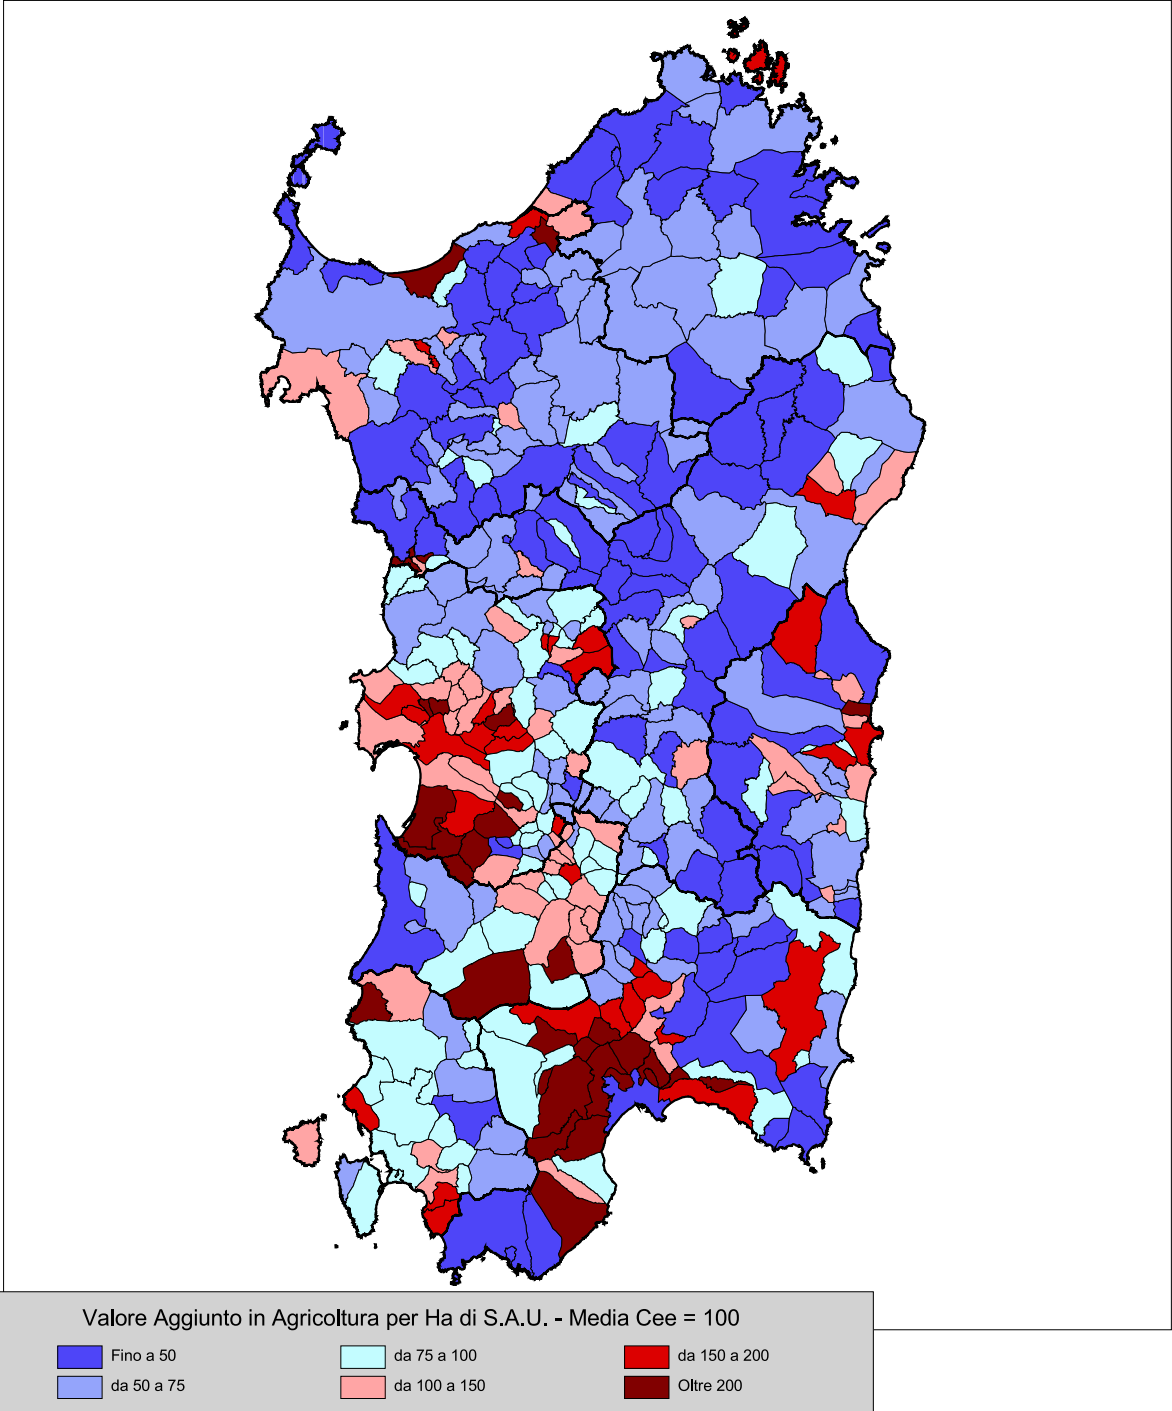 Valore Aggiunto in Agricoltura per Ha di S.A.U. - Media Cee = 100
Fino a 50
da 75 a 100
da 150 a 200
da 50 a 75
da 100 a 150
Oltre 200